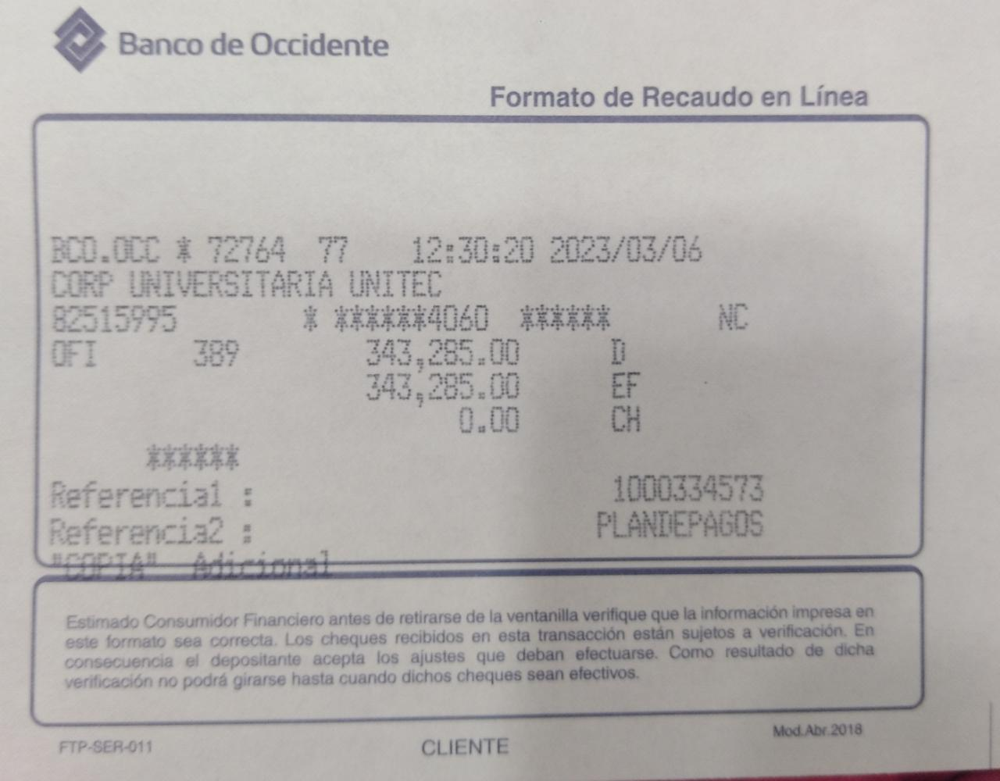 Banco de Occidente
Formato de Recaudo en Línea
BCO.OCC * 72764 77 12:30:20 2023/03/06
CORP UNIVERSITARIA UNITEC
82515995 * ******4060 ****** NC
OFI 389 343,285.00 D
343,285.00 EF
0.00 CH
******
Referencia1 : 1000334573
Referencia2 : PLANDEPAGOS
"COPIA" Adicional
Estimado Consumidor Financiero antes de retirarse de la ventanilla verifique que la información impresa en
este formato sea correcta. Los cheques recibidos en esta transacción están sujetos a verificación. En
consecuencia el depositante acepta los ajustes que deban efectuarse. Como resultado de dicha
verificación no podrá girarse hasta cuando dichos cheques sean efectivos.
FTP-SER-011 CLIENTE Mod.Abr.2018